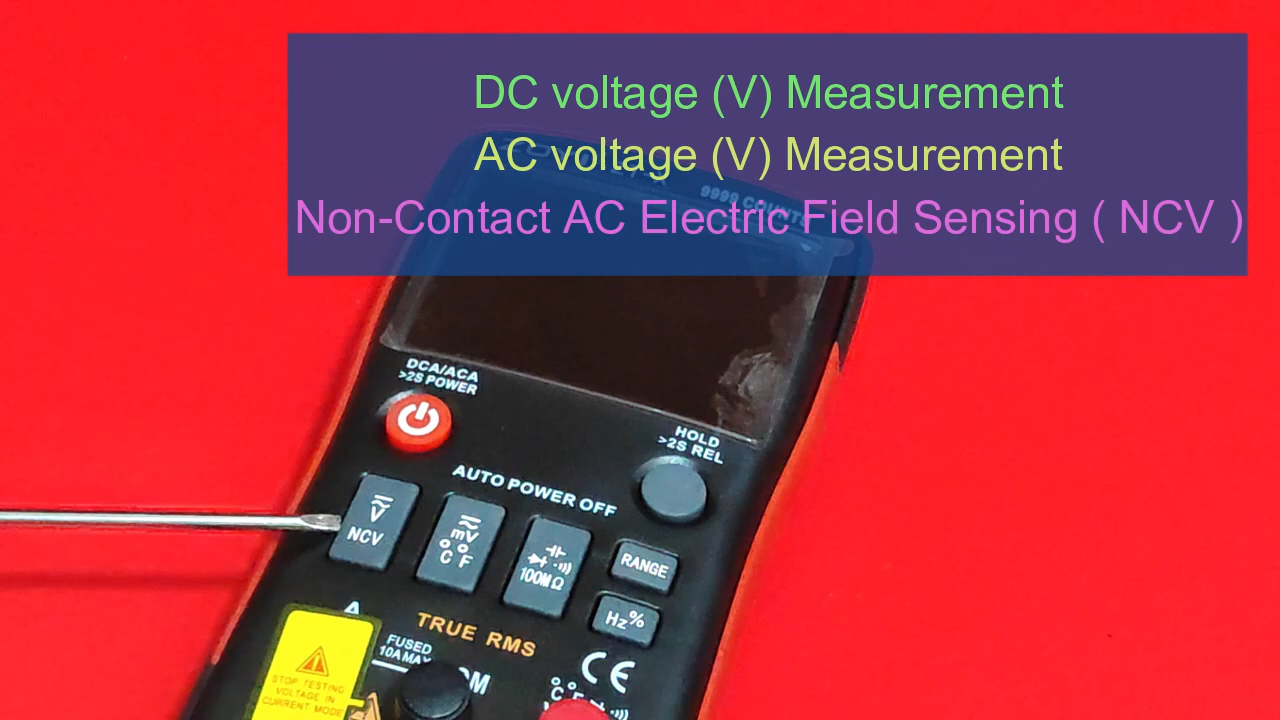 DC voltage (V) Measurement
AC voltage (V) Measurement
Non-Contact AC Electric Field Sensing ( NCV )
9999 COUNTS
DCA/ACA
>2S POWER
HOLD
>2S REL
AUTO POWER OFF
V
NCV
mV
°C °F
100MΩ
RANGE
Hz%
TRUE RMS
FUSED
10A MAX
CE
STOP TESTING
VOLTAGE IN
CURRENT MODE